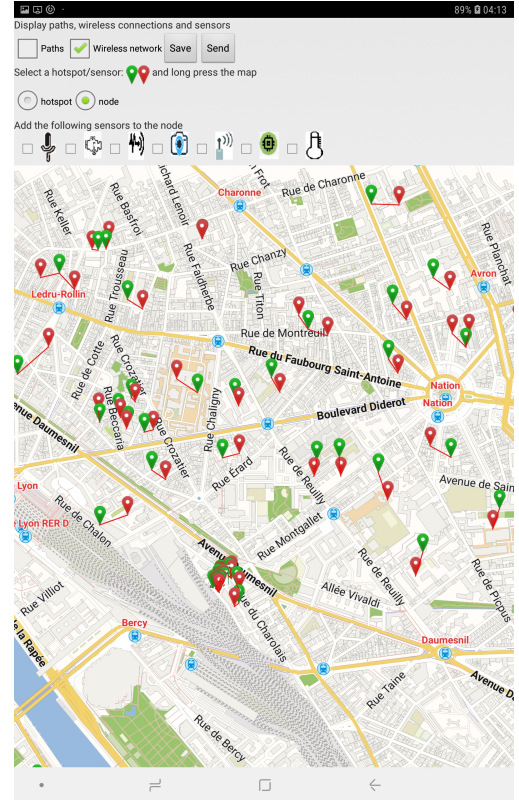 89% 04:13
Display paths, wireless connections and sensors
Paths Wireless network Save Send
Select a hotspot/sensor: and long press the map
hotspot node
Add the following sensors to the node
Rue de Charonne
Charonne
Rue Keller
Rue Basfroi
Rue Planchat
Rue Chanzy
Rue Trousseau
Rue Faidherbe
Rue Titon
Avron
Ledru-Rollin
Rue de Montreuil
Rue de Cotte
Rue Crozatier
Rue du Faubourg Saint-Antoine
Nation
Nation
Rue Beccaria
Rue Chaligny
Boulevard Diderot
enue Daumesnil
Rue Crozatier
Rue Érard
Rue de Reuilly
Lyon
Avenue de Sain
Rue de Chalon
Lyon RER D
Rue Montgallet
Avenue Daumesnil
Rue de Reuilly
Rue de Picpus
Rue Villiot
Allée Vivaldi
ue du Charolais
Bercy
de la Rapée
Daumesnil
Avenue D
Rue Taine
Rue de Bercy